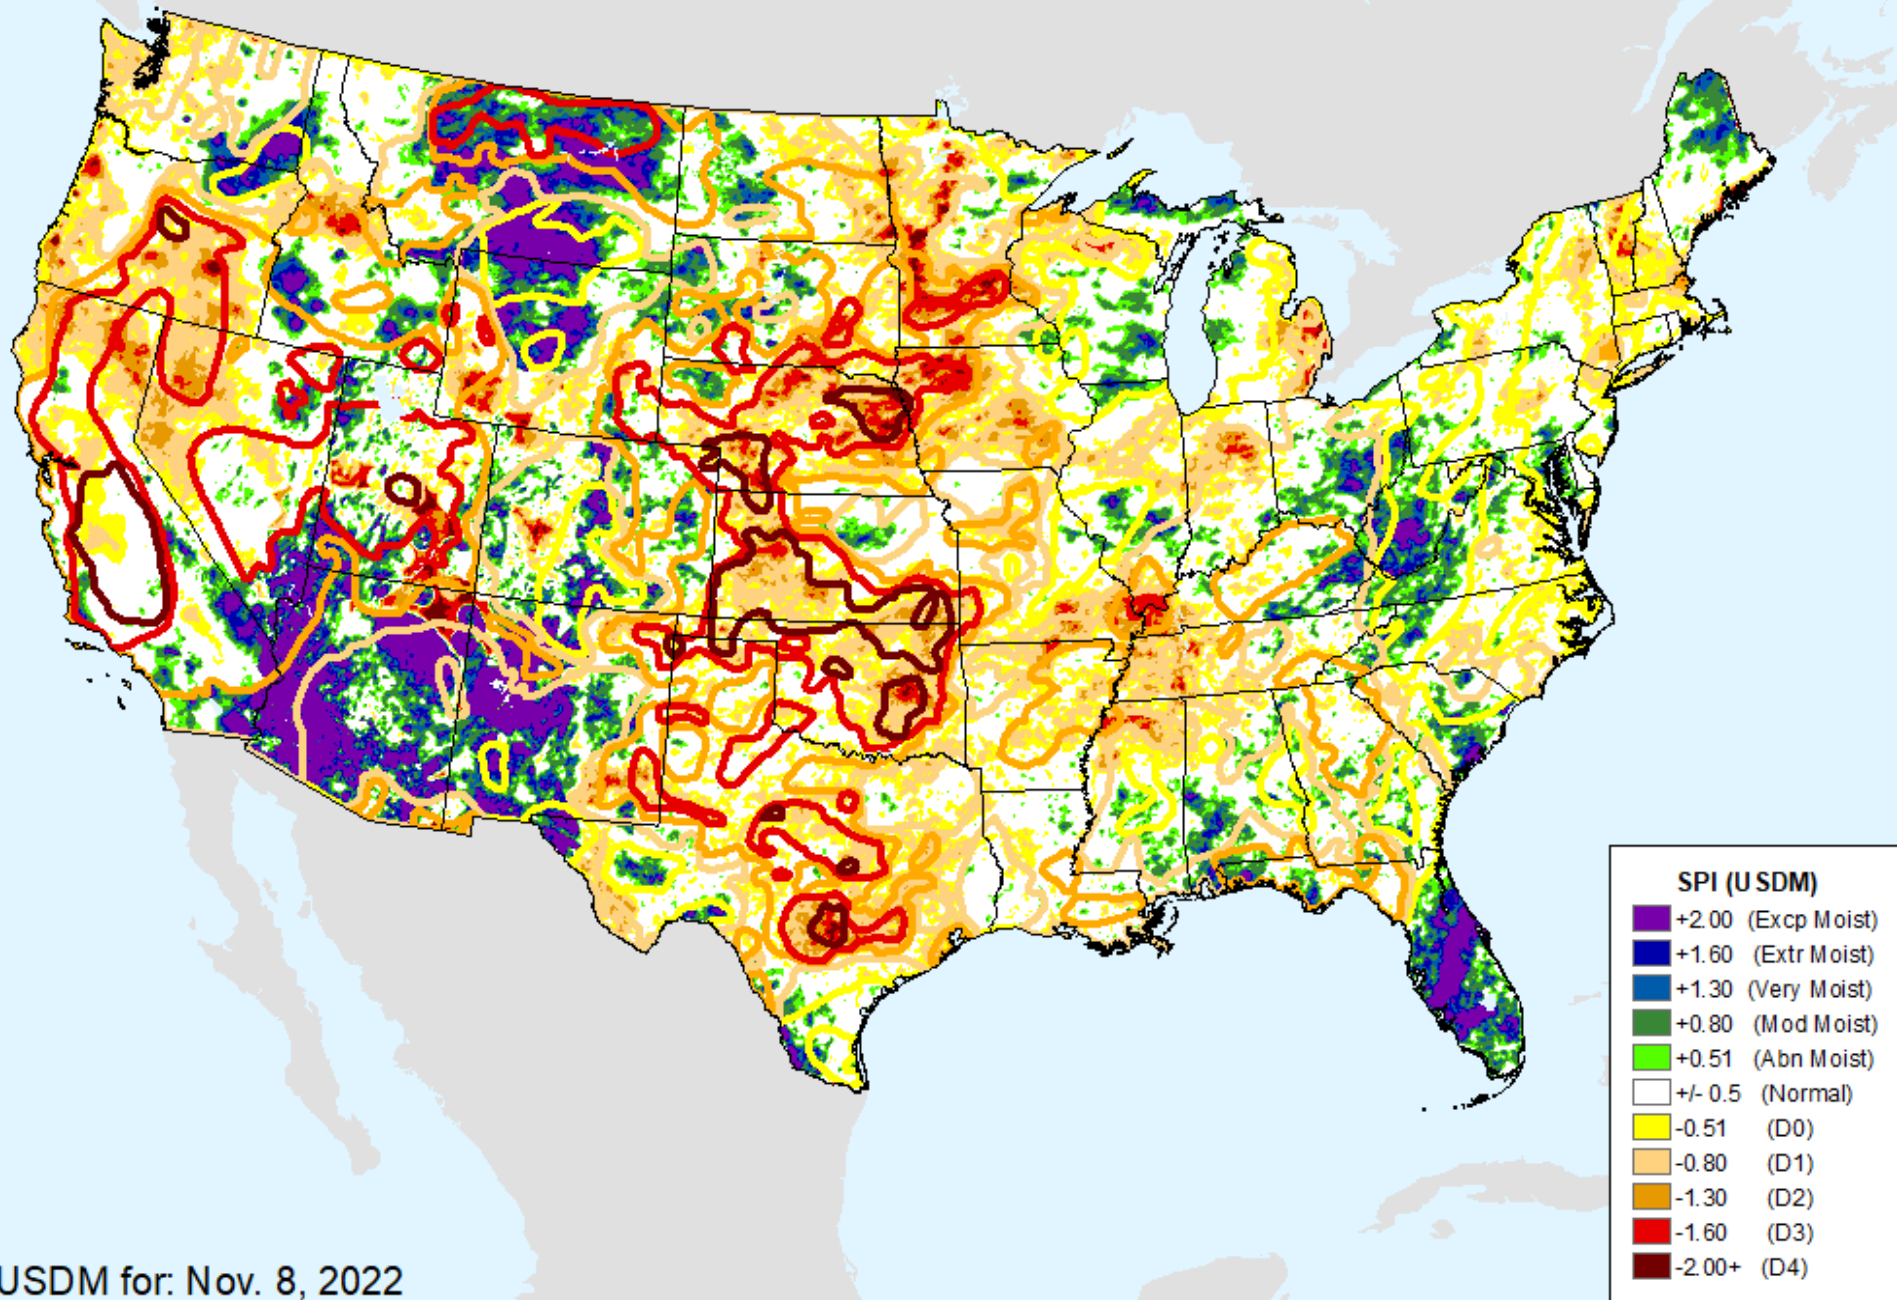 SPI (USDM)
+2.00 (Excp Moist)
+1.60 (Extr Moist)
+1.30 (Very Moist)
+0.80 (Mod Moist)
+0.51 (Abn Moist)
+/- 0.5 (Normal)
-0.51 (D0)
-0.80 (D1)
-1.30 (D2)
-1.60 (D3)
-2.00+ (D4)
USDM for: Nov. 8, 2022